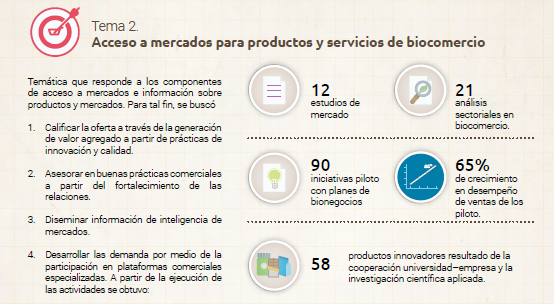 Tema 2.
Acceso a mercados para productos y servicios de biocomercio
Temática que responde a los componentes
de acceso a mercados e información sobre
productos y mercados. Para tal fin, se buscó
1. Calificar la oferta a través de la generación
de valor agregado a partir de prácticas de
innovación y calidad.
2. Asesorar en buenas prácticas comerciales
a partir del fortalecimiento de las
relaciones.
3. Diseminar información de inteligencia de
mercados.
4. Desarrollar las demanda por medio de la
participación en plataformas comerciales
especializadas. A partir de la ejecución de
las actividades se obtuvo:
12
estudios de
mercado
21
análisis
sectoriales en
biocomercio.
90
iniciativas piloto
con planes de
bionegocios
65%
de crecimiento
en desempeño
de ventas de los
piloto.
58
productos innovadores resultado de la
cooperación universidad–empresa y la
investigación científica aplicada.